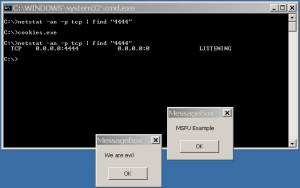 C:\WINDOWS\system32\cmd.exe
C:\>netstat -an -p tcp | find "4444"
C:\>cookies.exe
C:\>netstat -an -p tcp | find "4444"
TCP 0.0.0.0:4444 0.0.0.0:0 LISTENING
C:\>
MessageBox
MSFU Example
OK
MessageBox
We are evil
OK